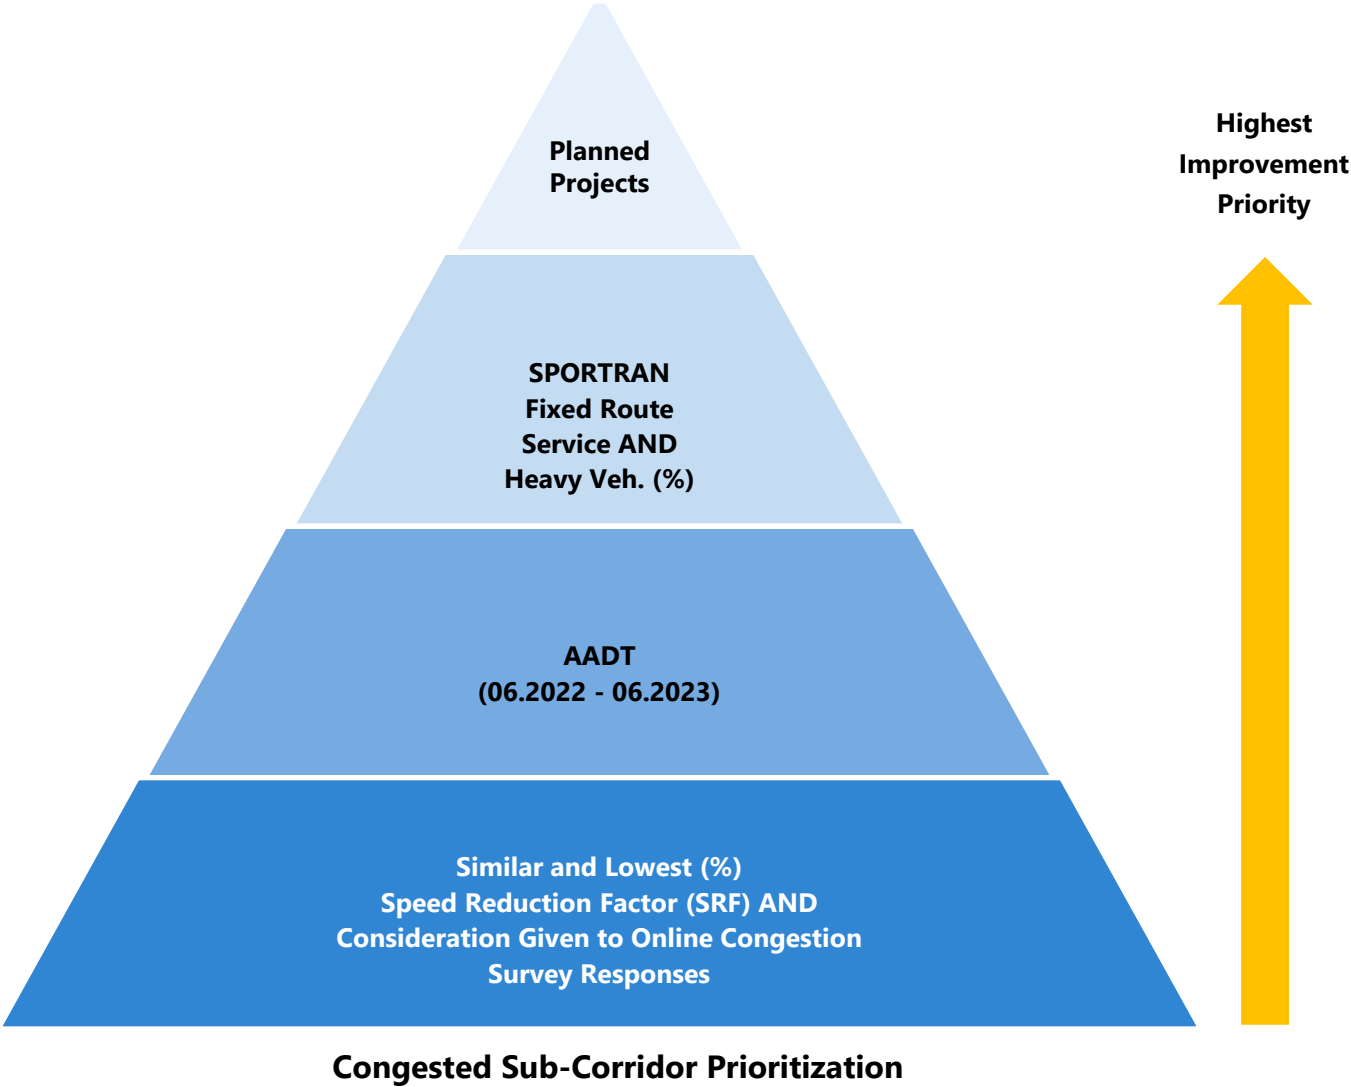 Planned
Projects
Highest
Improvement
Priority
SPORTRAN
Fixed Route
Service AND
Heavy Veh. (%)
AADT
(06.2022 - 06.2023)
Similar and Lowest (%)
Speed Reduction Factor (SRF) AND
Consideration Given to Online Congestion
Survey Responses
Congested Sub-Corridor Prioritization